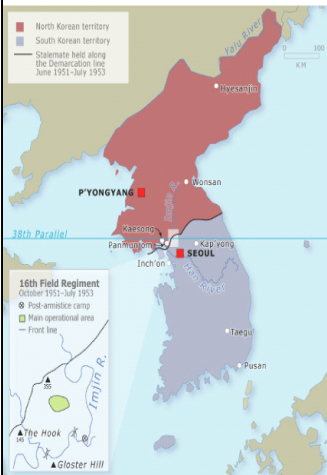 North Korean territory
South Korean territory
Stalemate held along
the Demarcation line
June 1951–July 1953
Yalu River
0 100
KM
Hyesanjin
Wonsan
P'YONGYANG
Imjin R.
Kaesong
38th Parallel
Panmunjom
Kap'yong
SEOUL
Inch'on
Han River
16th Field Regiment
October 1951–July 1953
Post-armistice camp
Main operational area
Front line
Taegu
Pusan
355
Imjin R.
The Hook
145
Gloster Hill